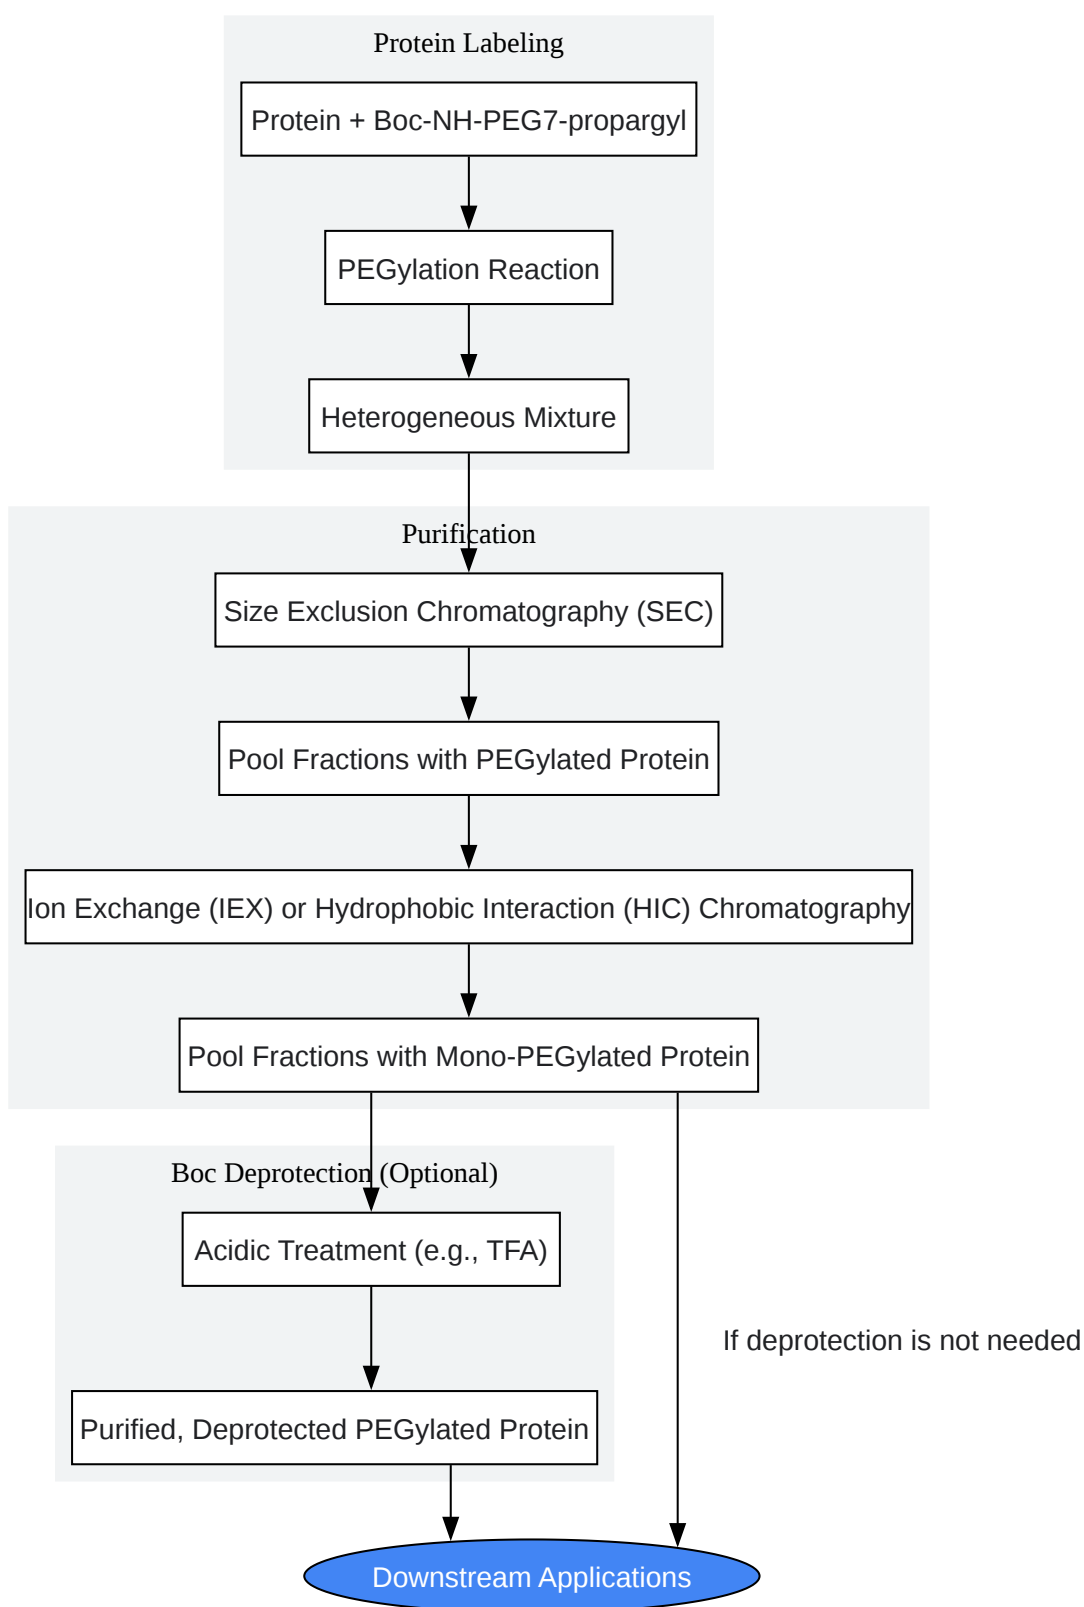 Protein Labeling
Protein + Boc-NH-PEG7-propargyl
PEGylation Reaction
Heterogeneous Mixture
Purification
Size Exclusion Chromatography (SEC)
Pool Fractions with PEGylated Protein
Ion Exchange (IEX) or Hydrophobic Interaction (HIC) Chromatography
Pool Fractions with Mono-PEGylated Protein
Boc Deprotection (Optional)
Acidic Treatment (e.g., TFA)
If deprotection is not needed
Purified, Deprotected PEGylated Protein
Downstream Applications